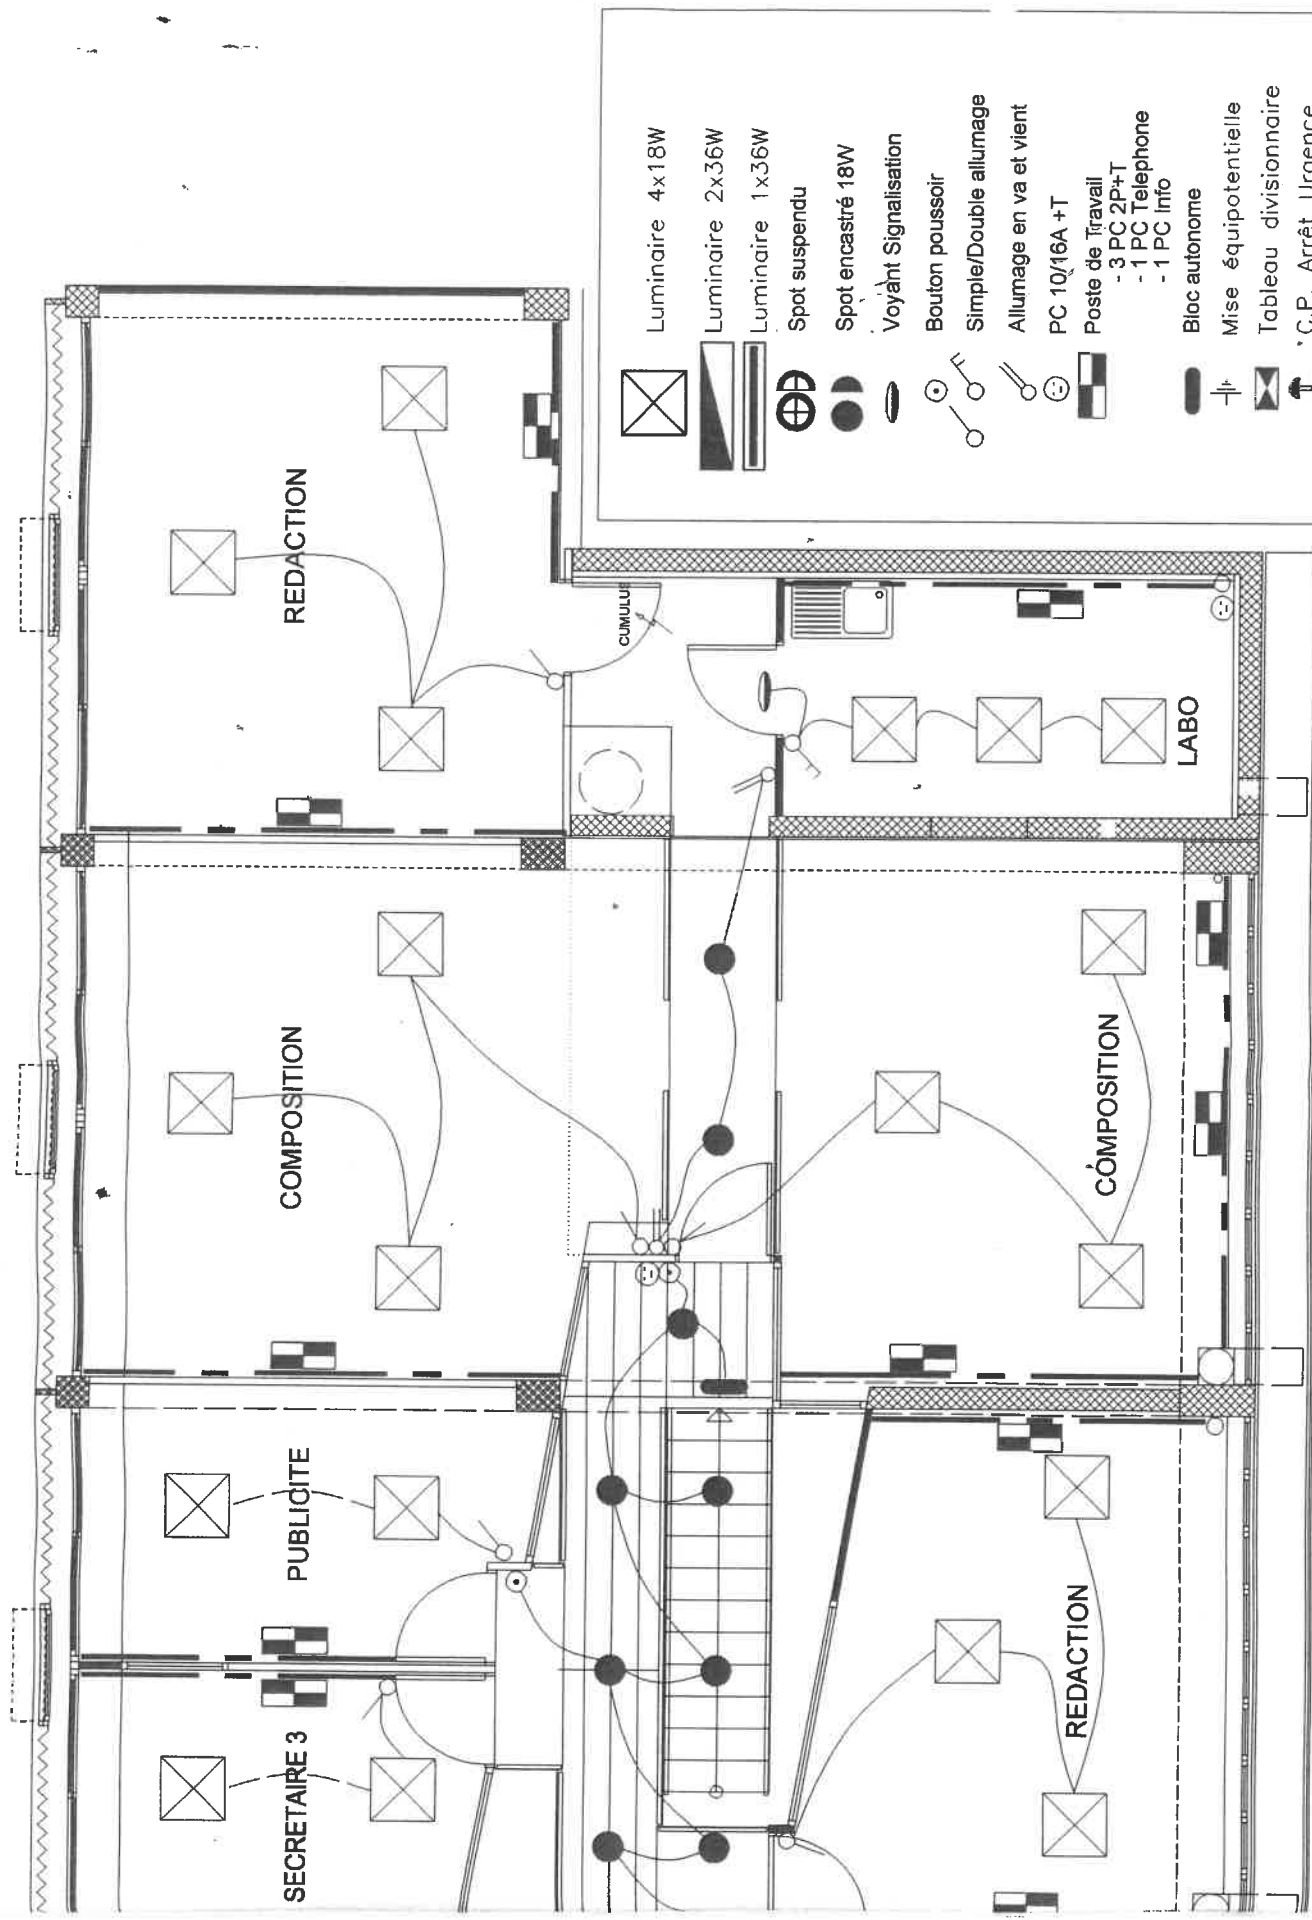 REDACTION
CUMULUS
LABO
COMPOSITION
COMPOSITION
PUBLICITE
SECRETAIRE 3
REDACTION
Luminaire 4x18W
Luminaire 2x36W
Luminaire 1x36W
Spot suspendu
Spot encastré 18W
Voyant Signalisation
Bouton poussoir
Simple/Double allumage
Allumage en va et vient
PC 10/16A +T
Poste de Travail
- 3 PC 2P+T
- 1 PC Telephone
- 1 PC Info
Bloc autonome
Mise équipotentielle
Tableau divisionnaire
C.P. Arrêt Urgence